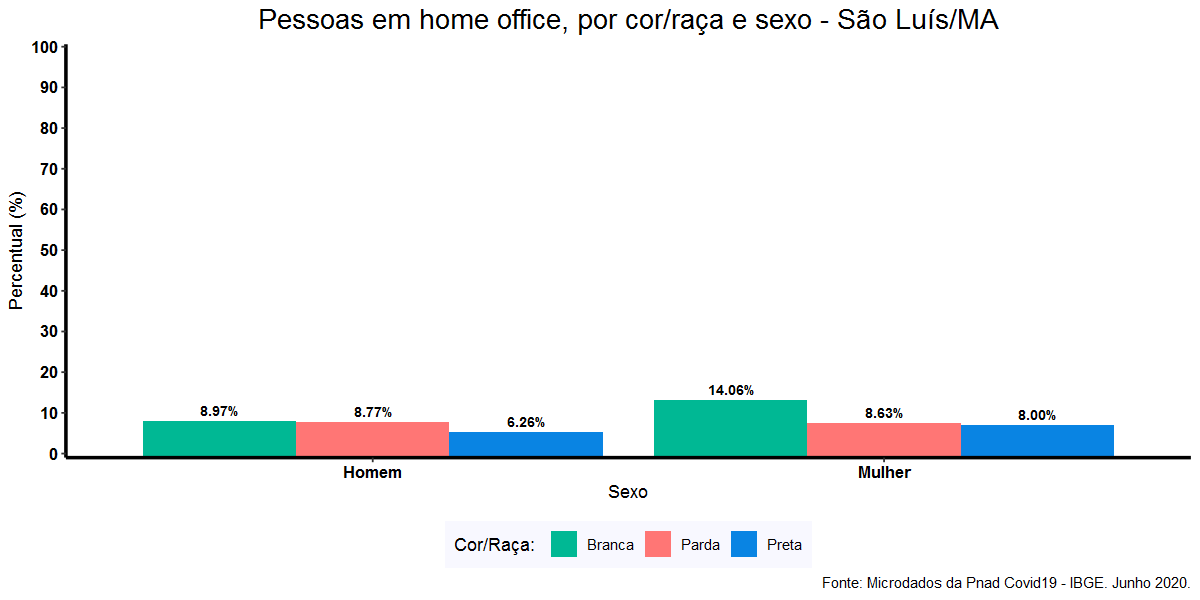 Pessoas em home office, por cor/raça e sexo - São Luís/MA
Percentual (%)
100
90
80
70
60
50
40
30
20
10
0
8.97%
8.77%
6.26%
14.06%
8.63%
8.00%
Homem
Mulher
Sexo
Cor/Raça: Branca Parda Preta
Fonte: Microdados da Pnad Covid19 - IBGE. Junho 2020.